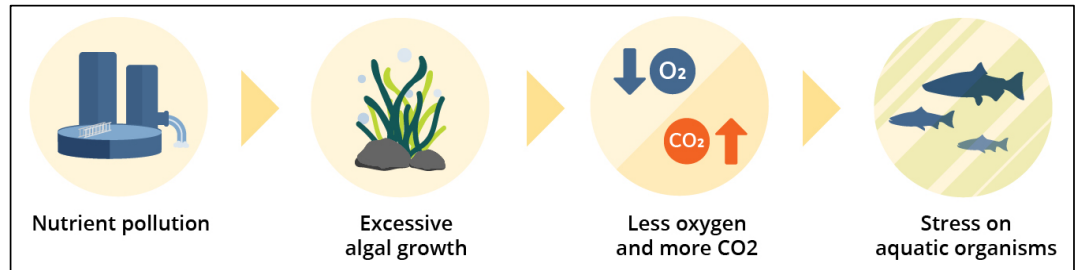 O₂
CO₂
Nutrient pollution
Excessive
algal growth
Less oxygen
and more CO2
Stress on
aquatic organisms